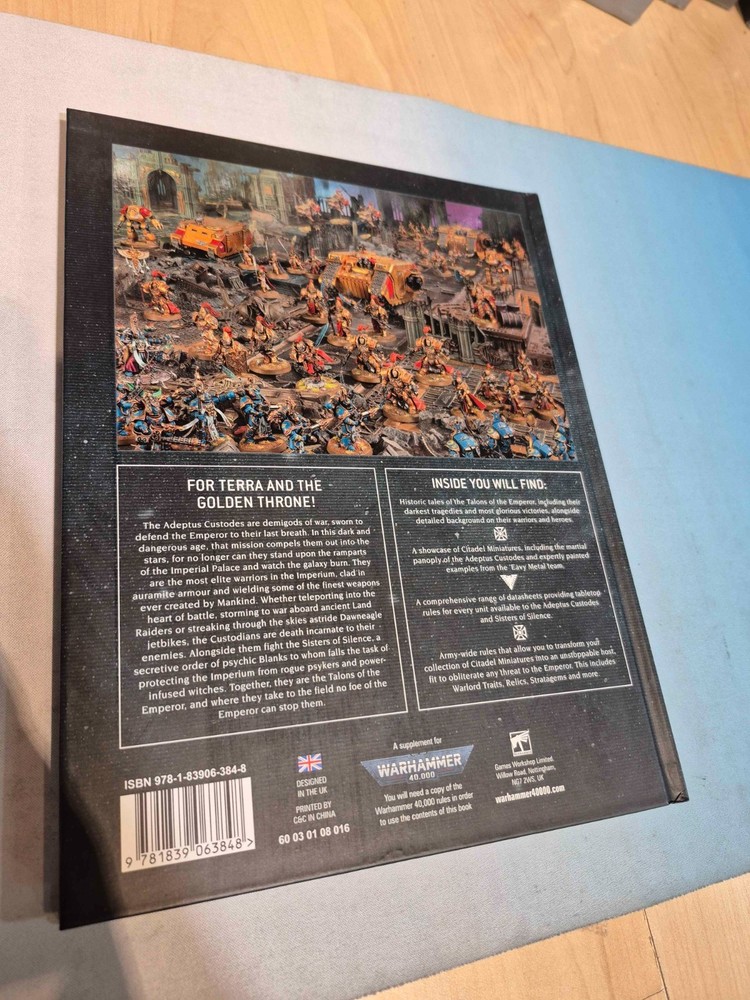 FOR TERRA AND THE
GOLDEN THRONE!
The Adeptus Custodes are demigods of war, sworn to
defend the Emperor to their last breath. In this dark and
dangerous age, that mission compels them out into the
stars, for no longer can they stand upon the ramparts
of the Imperial Palace and watch the galaxy burn. They
are the most elite warriors in the Imperium, clad in
auramite armour and wielding some of the finest weapons
ever created by Mankind. Whether teleporting into the
heart of battle, storming to war aboard ancient Land
Raiders or streaking through the skies astride Dawneagle
jetbikes, the Custodians are death incarnate to their
enemies. Alongside them fight the Sisters of Silence, a
secretive order of psychic Blanks to whom falls the task of
protecting the Imperium from rogue psykers and power-
infused witches. Together, they are the Talons of the
Emperor, and where they take to the field no foe of the
Emperor can stop them.
INSIDE YOU WILL FIND:
Historic tales of the Talons of the Emperor, including their
darkest tragedies and most glorious victories, alongside
detailed background on their warriors and heroes.
A showcase of Citadel Miniatures, including the martial
panoply of the Adeptus Custodes and expertly painted
examples from the 'Eavy Metal team.
A comprehensive range of datasheets providing tabletop
rules for every unit available to the Adeptus Custodes
and Sisters of Silence.
Army-wide rules that allow you to transform your
collection of Citadel Miniatures into an unstoppable host,
fit to obliterate any threat to the Emperor. This includes
Warlord Traits, Relics, Stratagems and more.
ISBN 978-1-83906-384-8
9 781839 063848 >
DESIGNED
IN THE UK
PRINTED BY
C&C IN CHINA
60 03 01 08 016
A supplement for
WARHAMMER
40,000
You will need a copy of the
Warhammer 40,000 rules in order
to use the contents of this book
Games Workshop Limited,
Willow Road, Nottingham,
NG7 2WS, UK
warhammer40000.com